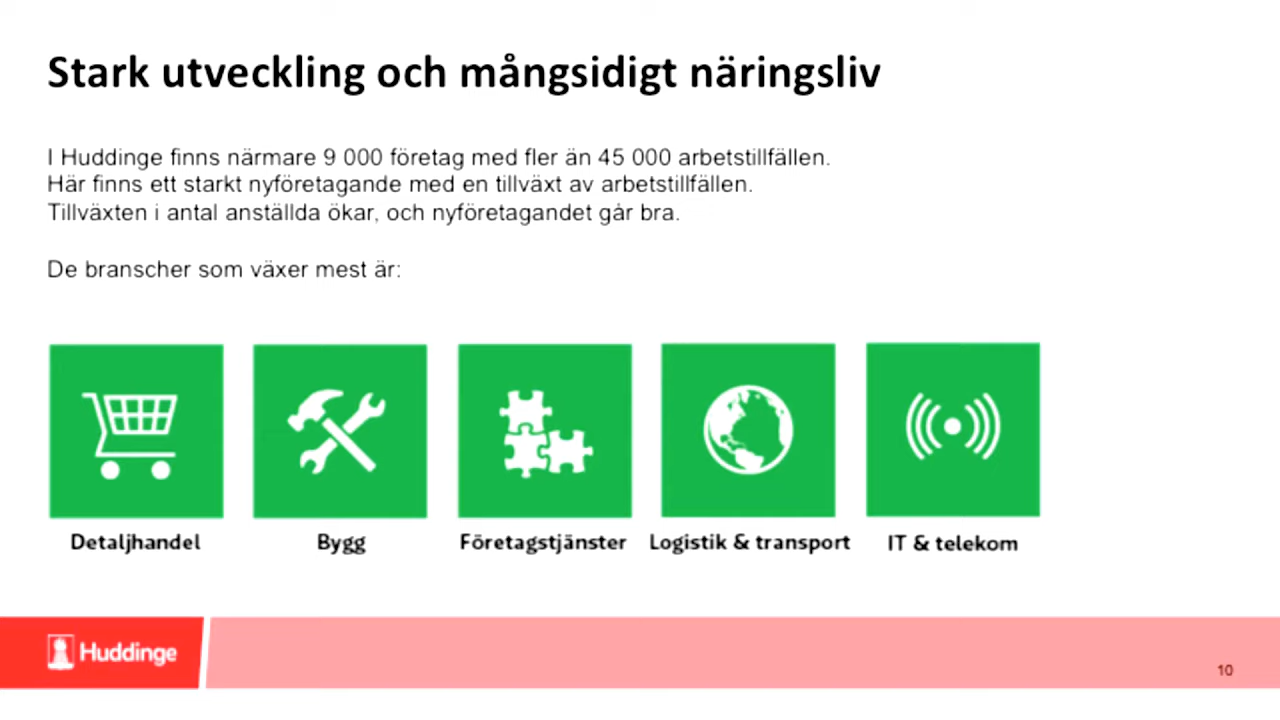 Stark utveckling och mångsidigt näringsliv
I Huddinge finns närmare 9 000 företag med fler än 45 000 arbetstillfällen.
Här finns ett starkt nyföretagande med en tillväxt av arbetstillfällen.
Tillväxten i antal anställda ökar, och nyföretagandet går bra.
De branscher som växer mest är:
Detaljhandel
Bygg
Företagstjänster
Logistik & transport
IT & telekom
Huddinge
10